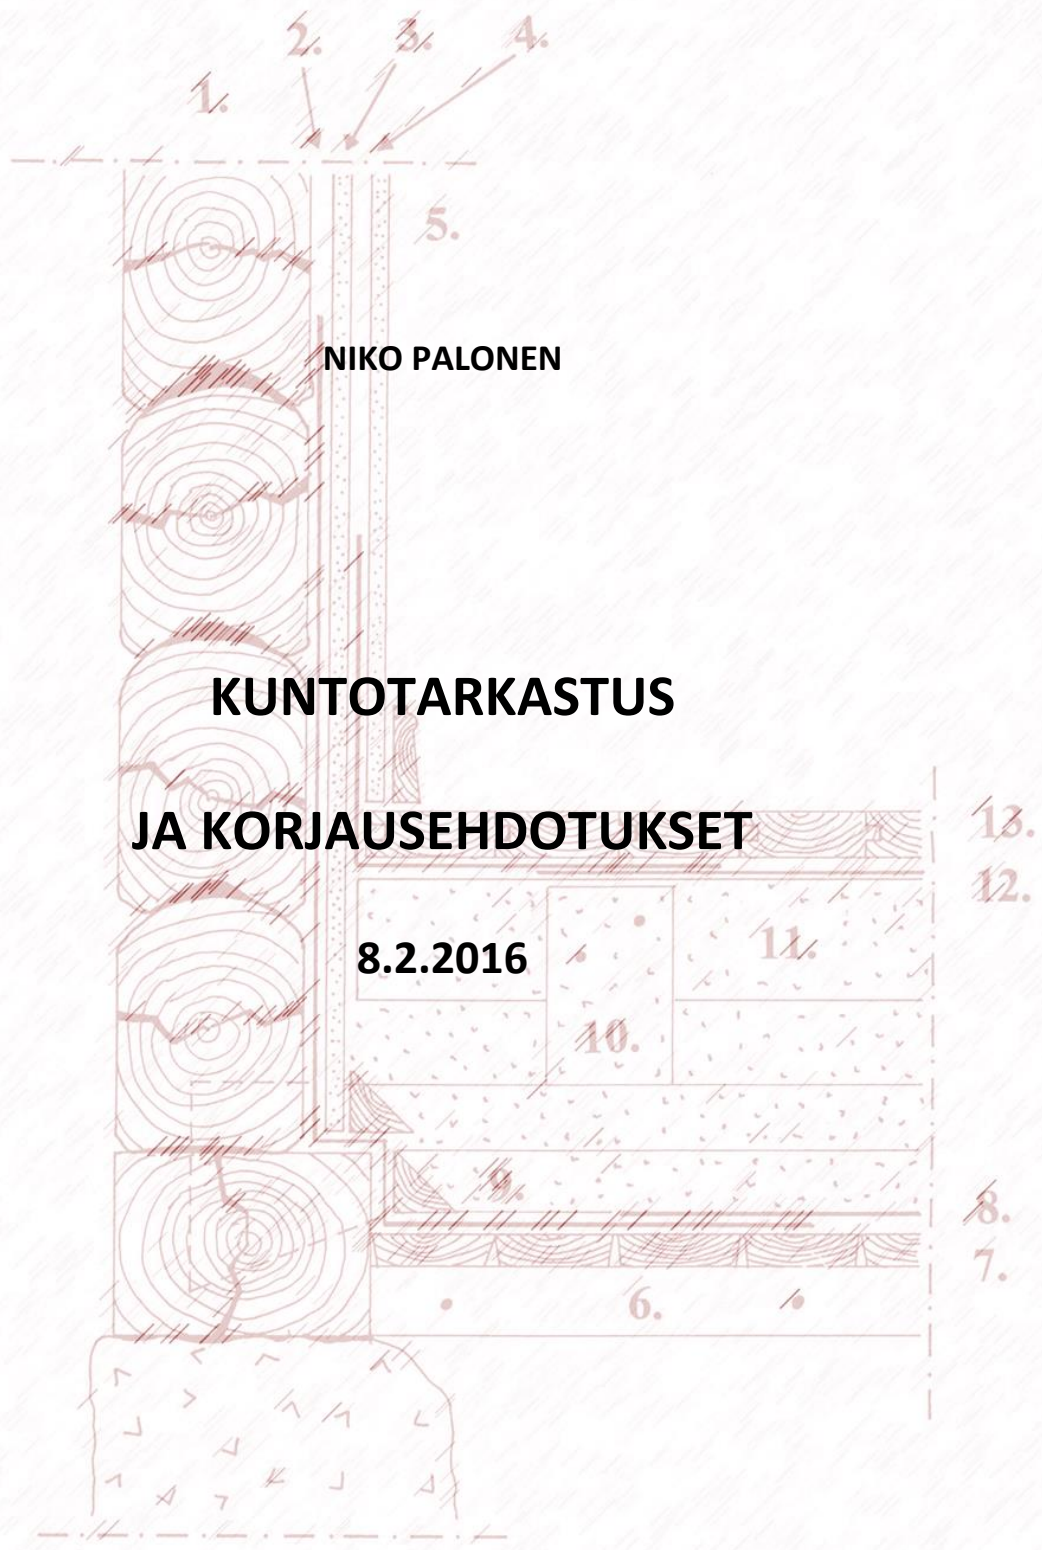 2. 3. 4.
1.
5.
NIKO PALONEN
KUNTOTARKASTUS
JA KORJAUSEHDOTUKSET
13.
12.
8.2.2016
11.
10.
9.
8.
7.
6.